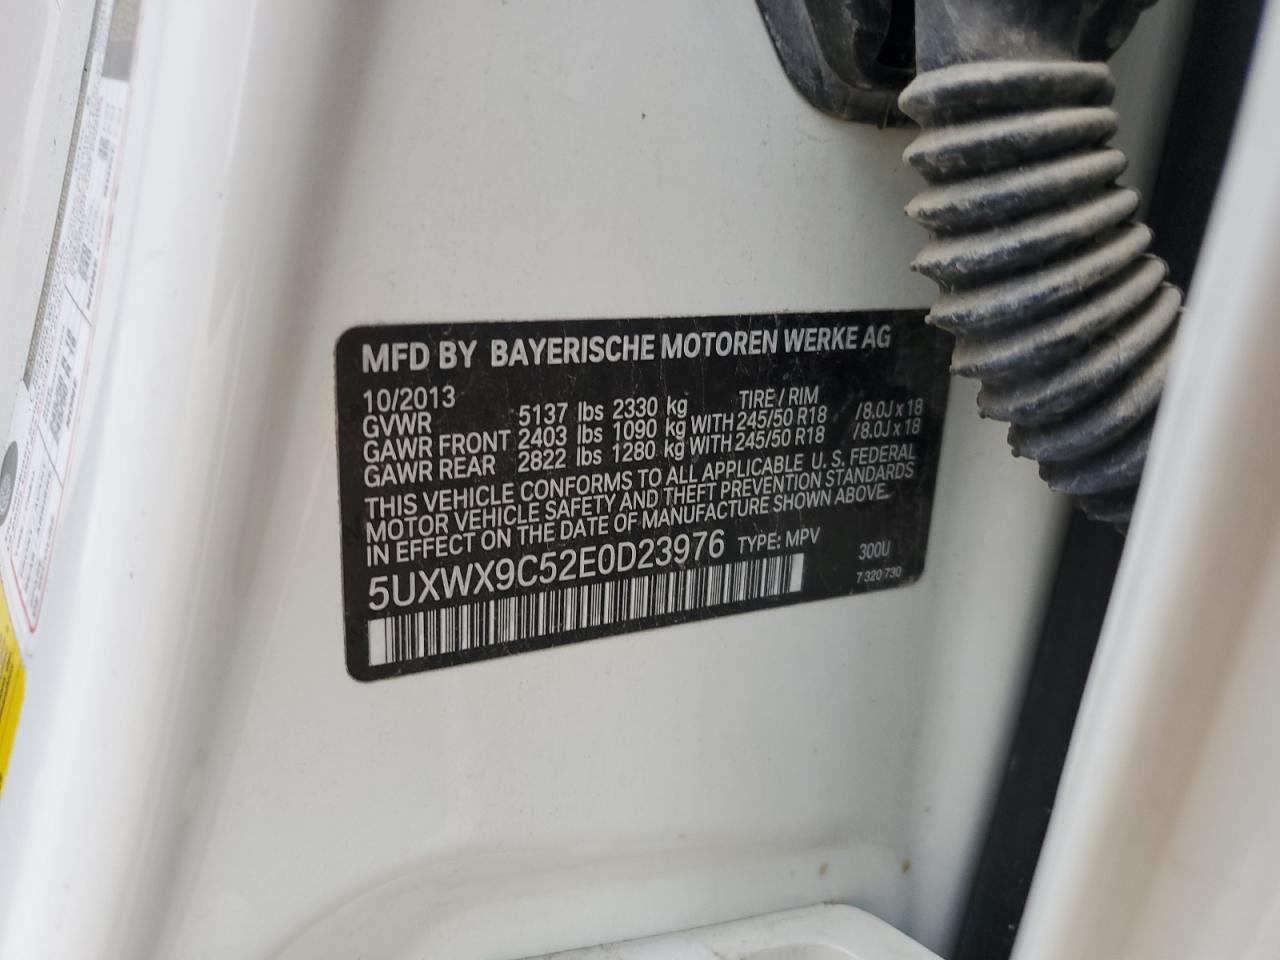 MFD BY BAYERISCHE MOTOREN WERKE AG
10/2013 TIRE / RIM
GVWR 5137 lbs 2330 kg
GAWR FRONT 2403 lbs 1090 kg WITH 245/50 R18 /8.0J x 18
GAWR REAR 2822 lbs 1280 kg WITH 245/50 R18 /8.0J x 18
THIS VEHICLE CONFORMS TO ALL APPLICABLE U. S. FEDERAL
MOTOR VEHICLE SAFETY AND THEFT PREVENTION STANDARDS
IN EFFECT ON THE DATE OF MANUFACTURE SHOWN ABOVE.
5UXWX9C52E0D23976 TYPE: MPV 300U
7 320 730